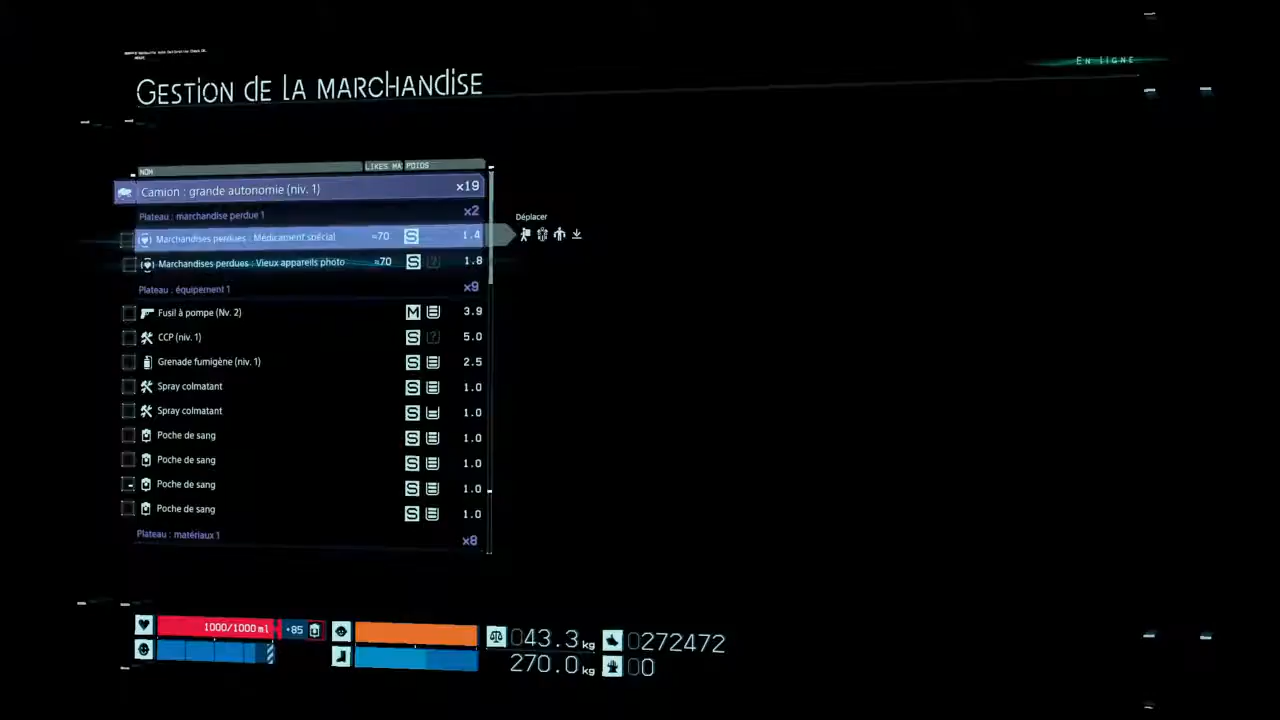 GESTION DE LA MARCHANDISE
EN LIGNE
NOM LIKES MA POIDS
Camion : grande autonomie (niv. 1) x19
Plateau : marchandise perdue 1 x2
Déplacer
Marchandises perdues : Médicament spécial ≈70 S 1.4
Marchandises perdues : Vieux appareils photo ≈70 S ? 1.8
Plateau : équipement 1 x9
Fusil à pompe (Nv. 2) M 3.9
CCP (niv. 1) S ? 5.0
Grenade fumigène (niv. 1) S 2.5
Spray colmatant S 1.0
Spray colmatant S 1.0
Poche de sang S 1.0
Poche de sang S 1.0
Poche de sang S 1.0
Poche de sang S 1.0
Plateau : matériaux 1 x8
1000/1000 ml +85 043.3 kg 0272472
270.0 kg 00